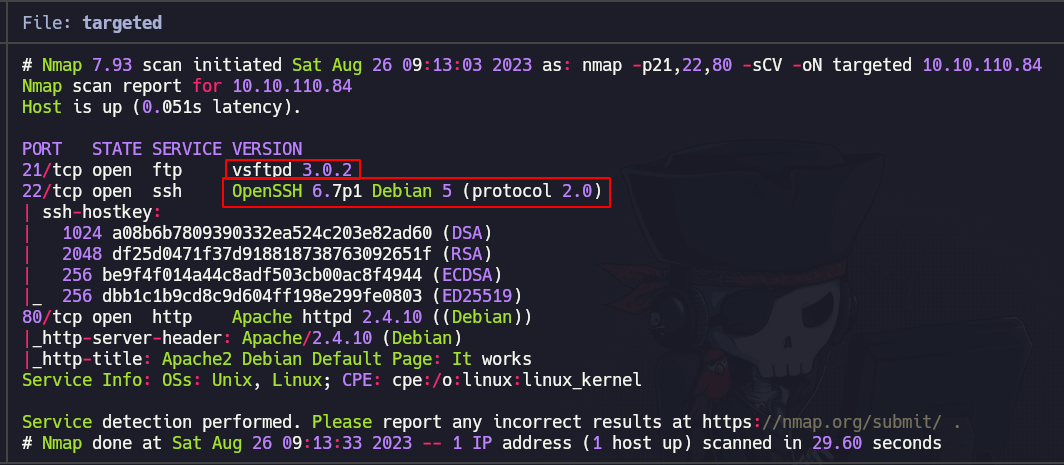 File: targeted
# Nmap 7.93 scan initiated Sat Aug 26 09:13:03 2023 as: nmap -p21,22,80 -sCV -oN targeted 10.10.110.84
Nmap scan report for 10.10.110.84
Host is up (0.051s latency).
PORT   STATE SERVICE VERSION
21/tcp open  ftp     vsftpd 3.0.2
22/tcp open  ssh     OpenSSH 6.7p1 Debian 5 (protocol 2.0)
| ssh-hostkey:
|   1024 a08b6b7809390332ea524c203e82ad60 (DSA)
|   2048 df25d0471f37d9188187387630926​51f (RSA)
|   256 be9f4f014a44c8adf503cb00ac8f4944 (ECDSA)
|_  256 dbb1c1b9cd8c9d604ff198e299fe0803 (ED25519)
80/tcp open  http    Apache httpd 2.4.10 ((Debian))
|_http-server-header: Apache/2.4.10 (Debian)
|_http-title: Apache2 Debian Default Page: It works
Service Info: OSs: Unix, Linux; CPE: cpe:/o:linux:linux_kernel
Service detection performed. Please report any incorrect results at https://nmap.org/submit/ .
# Nmap done at Sat Aug 26 09:13:33 2023 -- 1 IP address (1 host up) scanned in 29.60 seconds